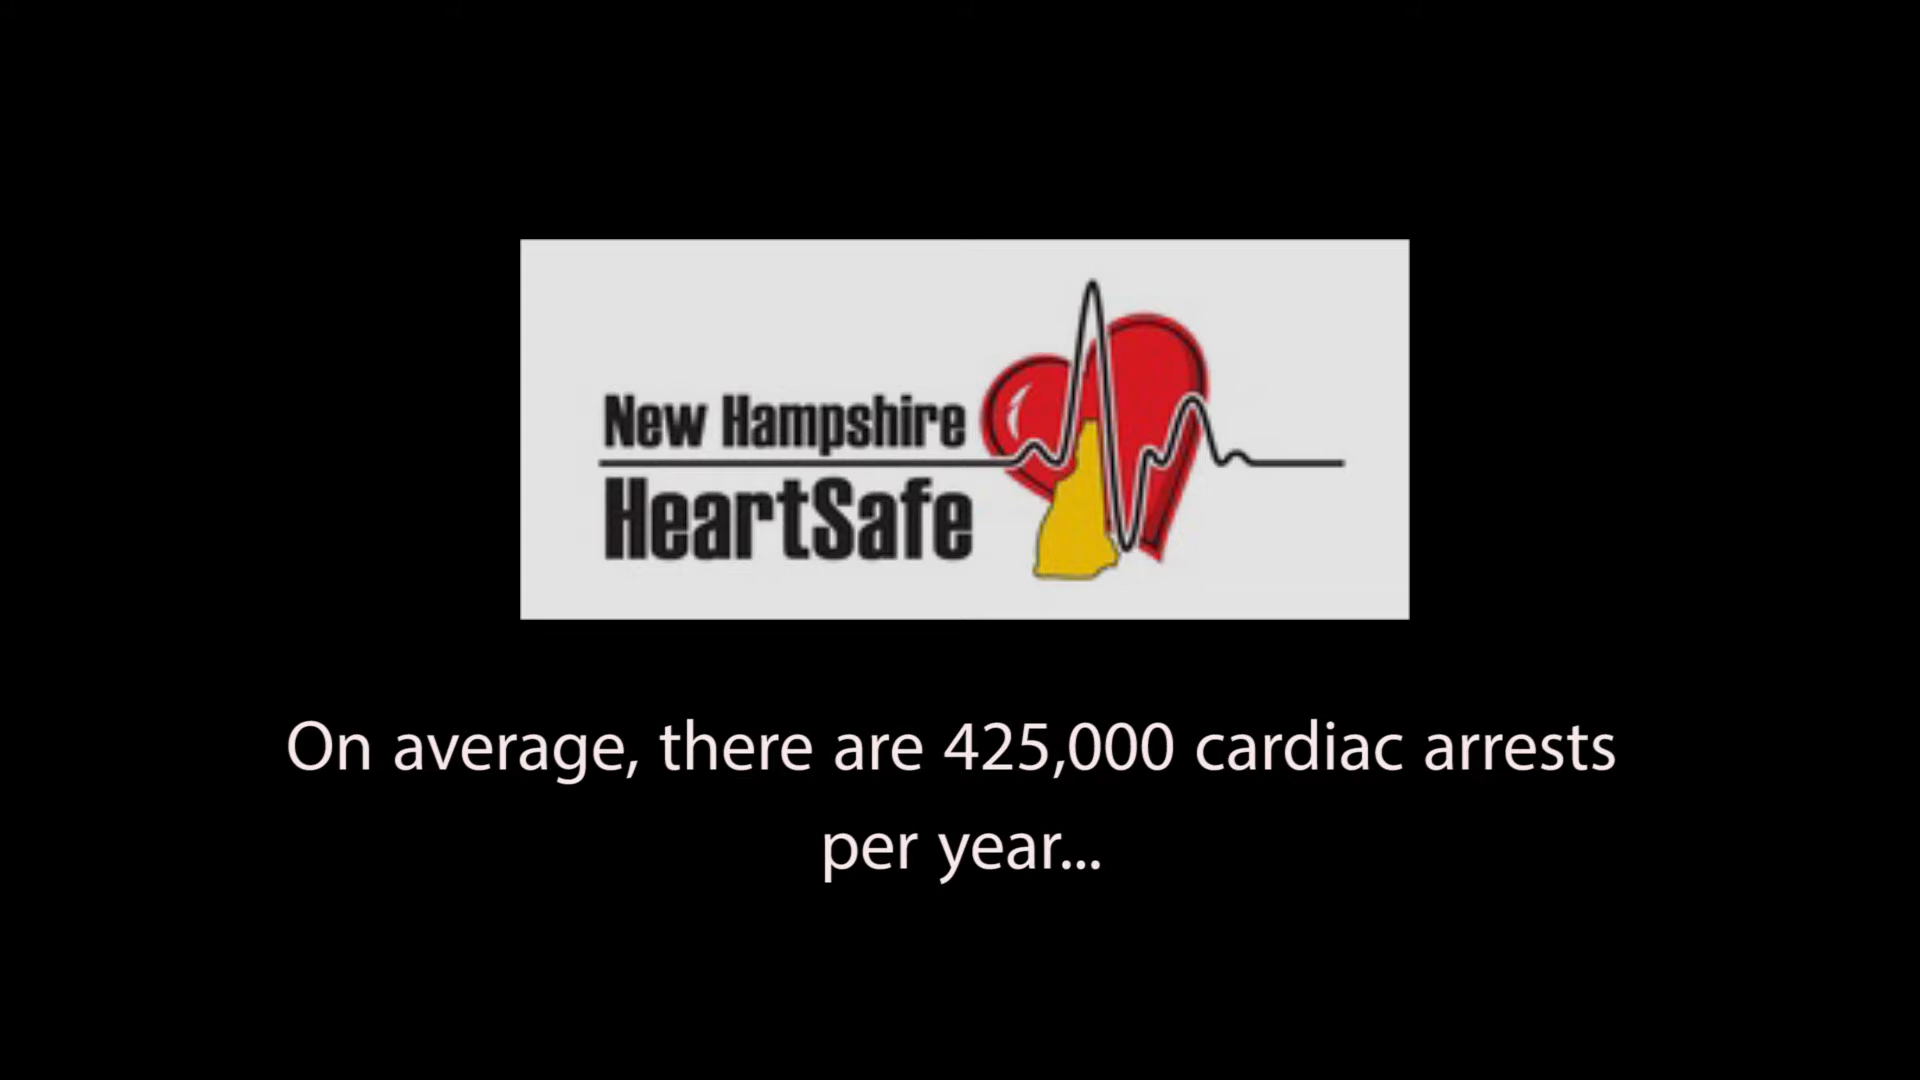 New Hampshire
HeartSafe
On average, there are 425,000 cardiac arrests
per year...